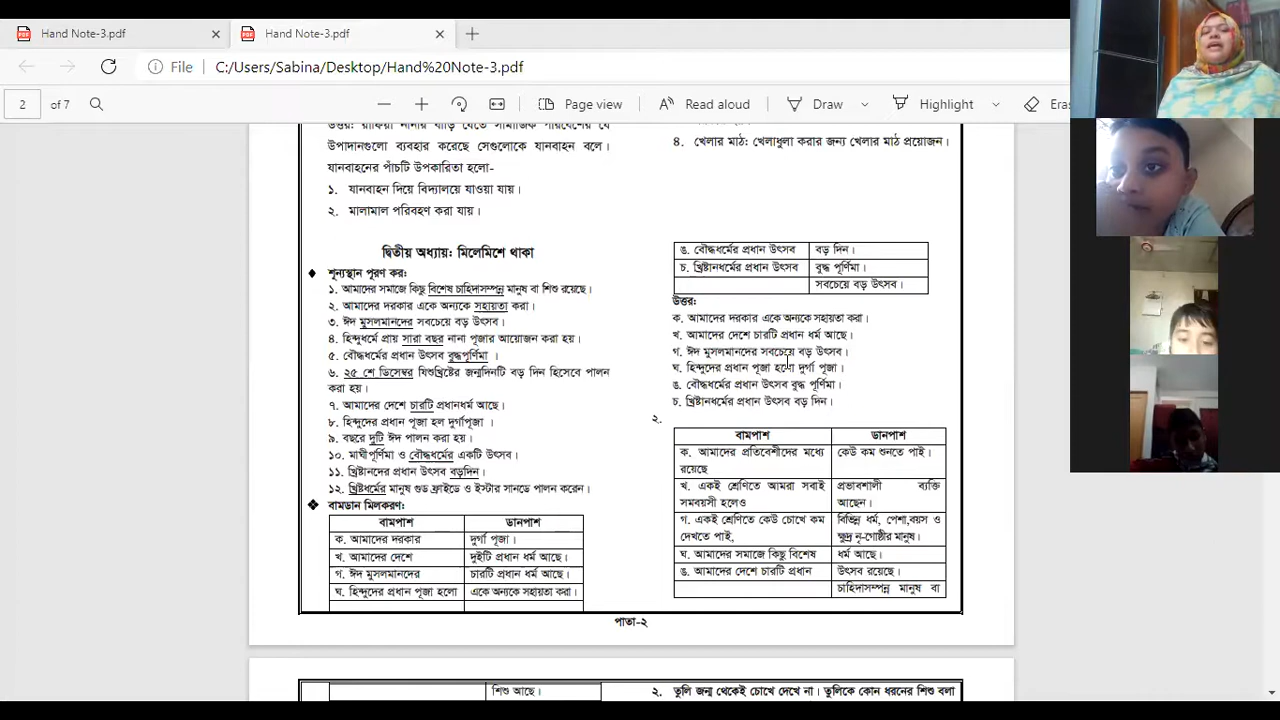 Hand Note-3.pdf
Hand Note-3.pdf
File C:/Users/Sabina/Desktop/Hand%20Note-3.pdf
2 of 7 Page view Read aloud Draw Highlight Eras
উত্তর: রাফিয়া নানার বাড়ি যেতে সামাজিক পরিবেশের যে
উপাদানগুলো ব্যবহার করেছে সেগুলোকে যানবাহন বলে।
যানবাহনের পাঁচটি উপকারিতা হলো-
১. যানবাহন দিয়ে বিদ্যালয়ে যাওয়া যায়।
২. মালামাল পরিবহণ করা যায়।
৪. খেলার মাঠ: খেলাধুলা করার জন্য খেলার মাঠ প্রয়োজন।
দ্বিতীয় অধ্যায়: মিলেমিশে থাকা
শূন্যস্থান পূরণ কর:
১. আমাদের সমাজে কিছু বিশেষ চাহিদাসম্পন্ন মানুষ বা শিশু রয়েছে।
২. আমাদের দরকার একে অন্যকে সহায়তা করা।
৩. ঈদ মুসলমানদের সবচেয়ে বড় উৎসব।
৪. হিন্দুধর্মে প্রায় সারা বছর নানা পূজার আয়োজন করা হয়।
৫. বৌদ্ধধর্মের প্রধান উৎসব বুদ্ধপূর্ণিমা ।
৬. ২৫ শে ডিসেম্বর যিশুখ্রিষ্টের জন্মদিনটি বড় দিন হিসেবে পালন
করা হয়।
৭. আমাদের দেশে চারটি প্রধানধর্ম আছে।
৮. হিন্দুদের প্রধান পূজা হল দুর্গাপূজা ।
৯. বছরে দুটি ঈদ পালন করা হয়।
১০. মাঘীপূর্ণিমা ও বৌদ্ধধর্মের একটি উৎসব।
১১. খ্রিষ্টানদের প্রধান উৎসব বড়দিন।
১২. খ্রিষ্টধর্মের মানুষ গুড ফ্রাইডে ও ইস্টার সানডে পালন করেন।
বামডান মিলকরণ:
বামপাশ ডানপাশ
ক. আমাদের দরকার দুর্গা পূজা।
খ. আমাদের দেশে দুইটি প্রধান ধর্ম আছে।
গ. ঈদ মুসলমানদের চারটি প্রধান ধর্ম আছে।
ঘ. হিন্দুদের প্রধান পূজা হলো একে অন্যকে সহায়তা করা।
ঙ. বৌদ্ধধর্মের প্রধান উৎসব বড় দিন।
চ. খ্রিষ্টানধর্মের প্রধান উৎসব বুদ্ধ পূর্ণিমা।
সবচেয়ে বড় উৎসব।
উত্তর:
ক. আমাদের দরকার একে অন্যকে সহায়তা করা।
খ. আমাদের দেশে চারটি প্রধান ধর্ম আছে।
গ. ঈদ মুসলমানদের সবচেয়ে বড় উৎসব।
ঘ. হিন্দুদের প্রধান পূজা হলো দুর্গা পূজা।
ঙ. বৌদ্ধধর্মের প্রধান উৎসব বুদ্ধ পূর্ণিমা।
চ. খ্রিষ্টানধর্মের প্রধান উৎসব বড় দিন।
২.
বামপাশ ডানপাশ
ক. আমাদের প্রতিবেশীদের মধ্যে কেউ কম শুনতে পাই।
রয়েছে
খ. একই শ্রেণিতে আমরা সবাই প্রভাবশালী ব্যক্তি
সমবয়সী হলেও আছেন।
গ. একই শ্রেণিতে কেউ চোখে কম বিভিন্ন ধর্ম, পেশা,বয়স ও
দেখতে পাই, ক্ষুদ্র নৃ-গোষ্ঠীর মানুষ।
ঘ. আমাদের সমাজে কিছু বিশেষ ধর্ম আছে।
ঙ. আমাদের দেশে চারটি প্রধান উৎসব রয়েছে।
চাহিদাসম্পন্ন মানুষ বা
পাতা-২
শিশু আছে।
২. তুলি জন্ম থেকেই চোখে দেখে না। তুলিকে কোন ধরনের শিশু বলা